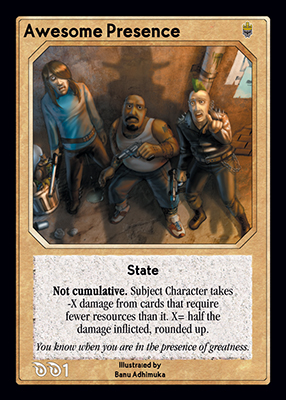 Awesome Presence
State
Not cumulative. Subject Character takes
-X damage from cards that require
fewer resources than it. X= half the
damage inflicted, rounded up.
You know when you are in the presence of greatness.
Illustrated by
Banu Adhimuka